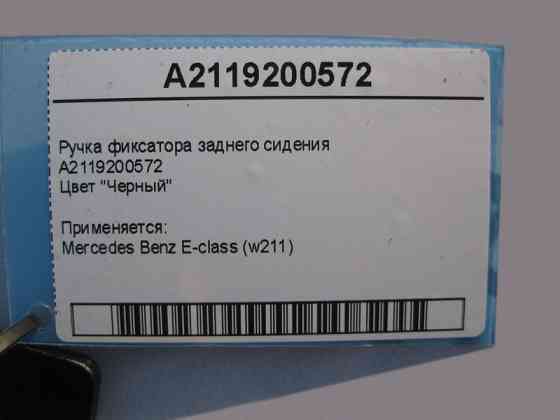 A2119200572
Ручка фиксатора заднего сидения
A2119200572
Цвет "Черный"
Применяется:
Mercedes Benz E-class (w211)